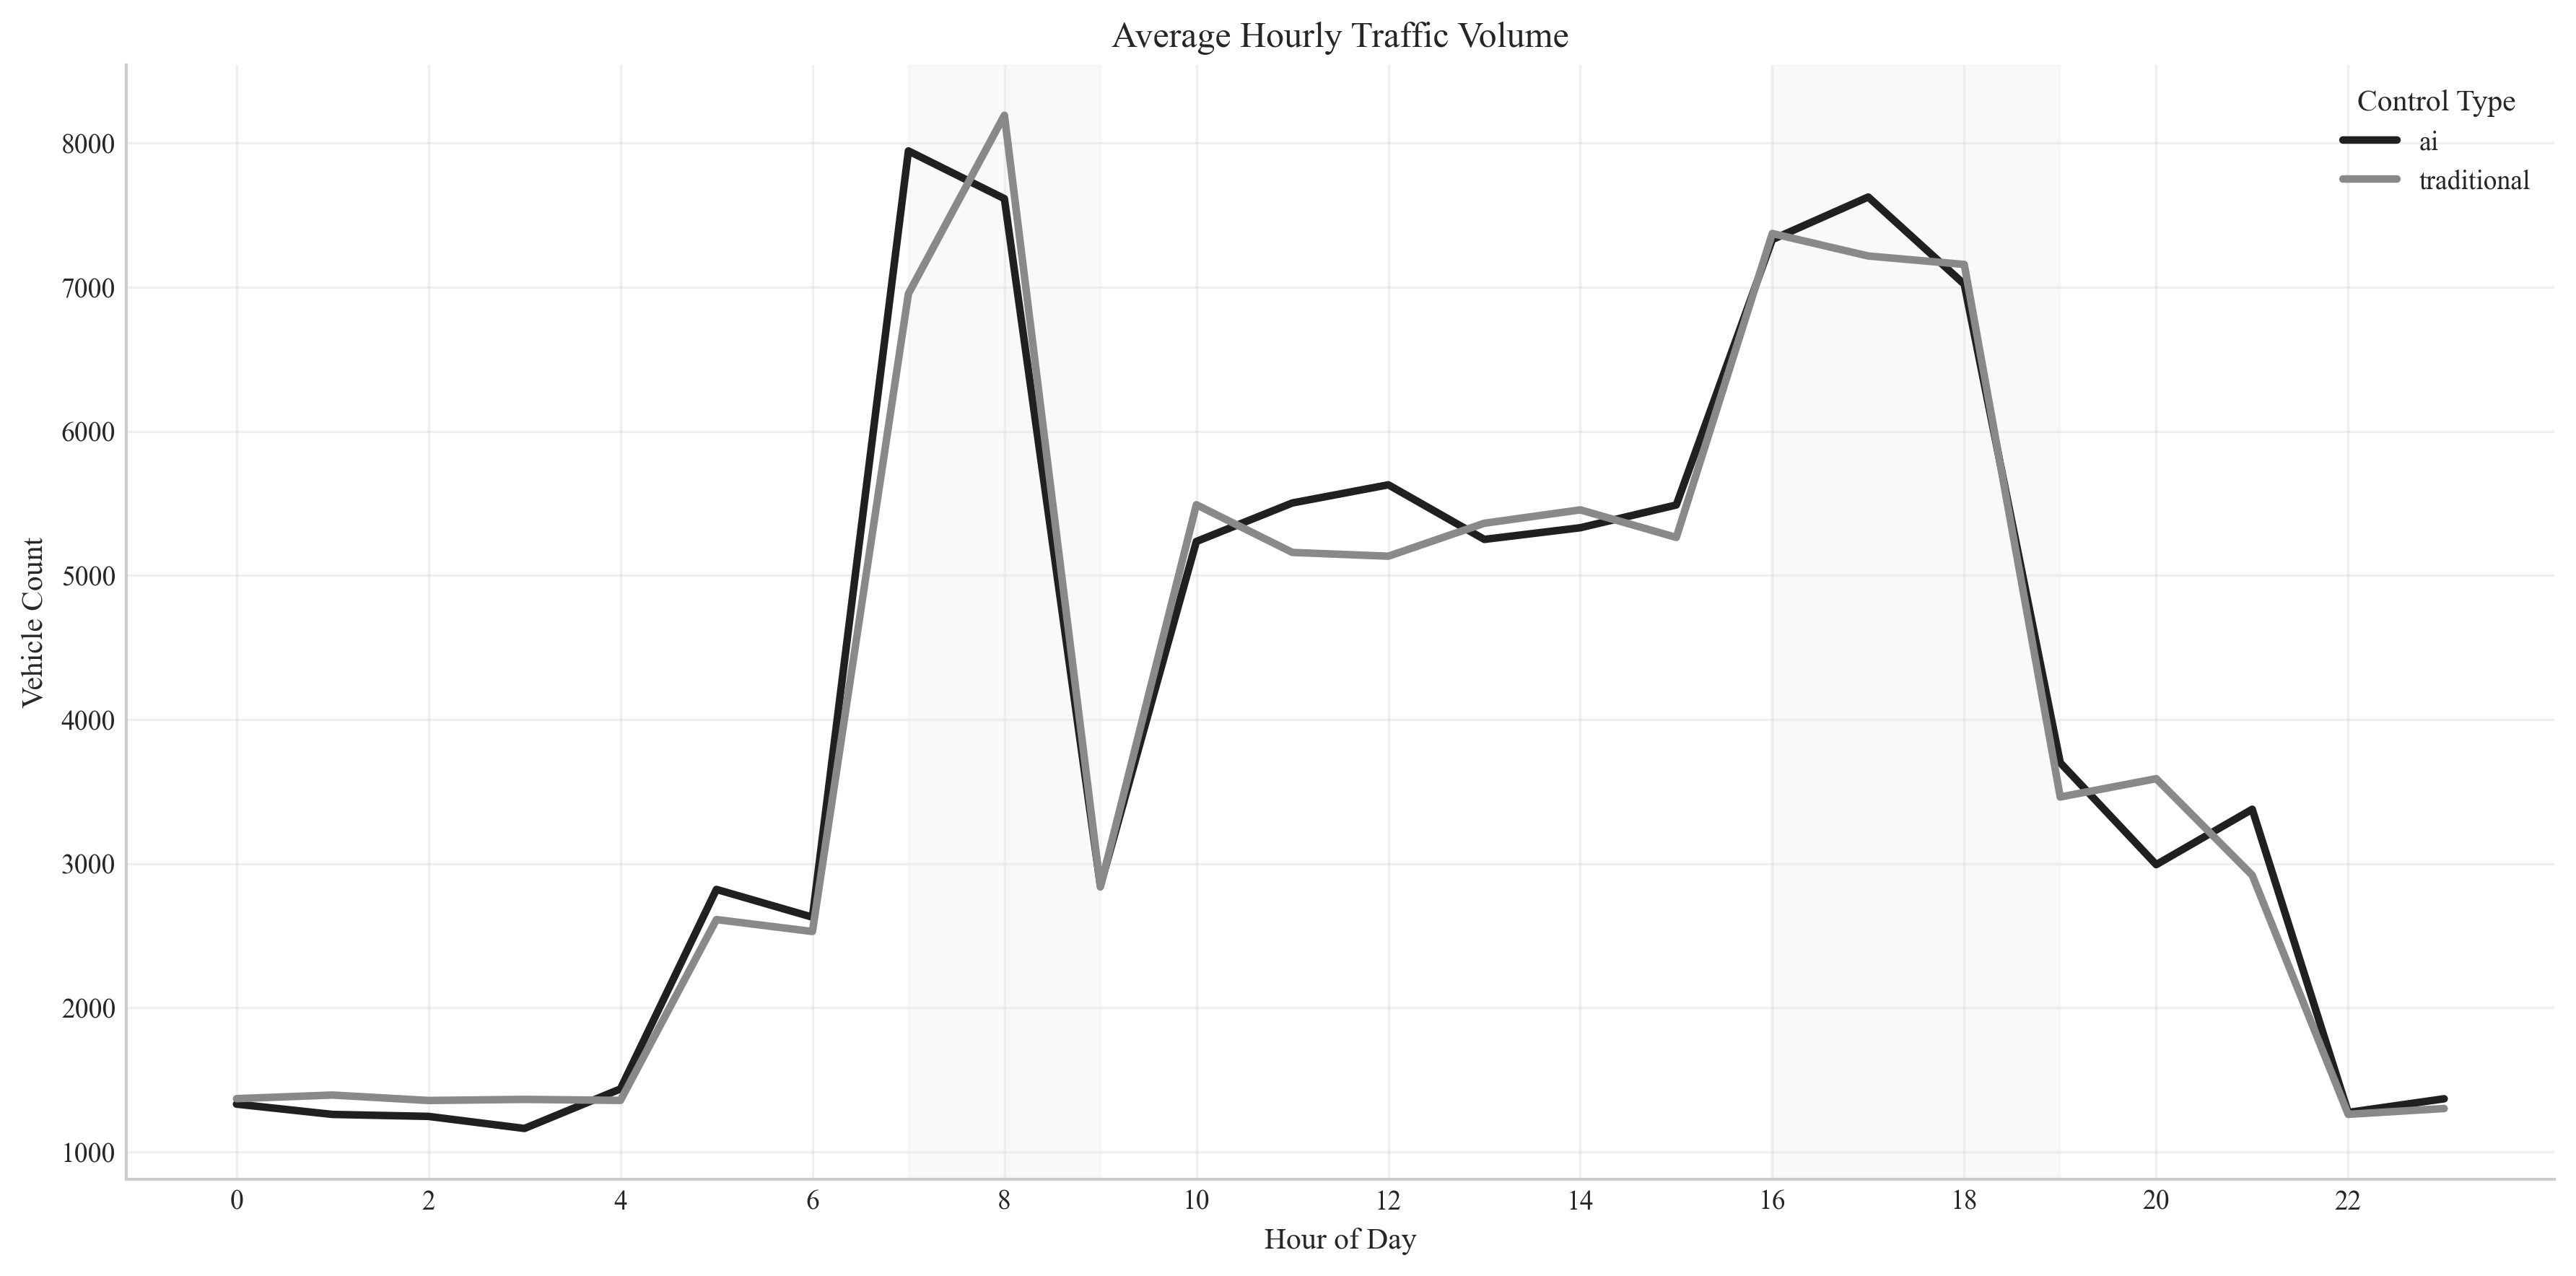 Average Hourly Traffic Volume
Control Type
ai
traditional
8000
7000
6000
5000
4000
3000
2000
1000
Vehicle Count
0 2 4 6 8 10 12 14 16 18 20 22
Hour of Day